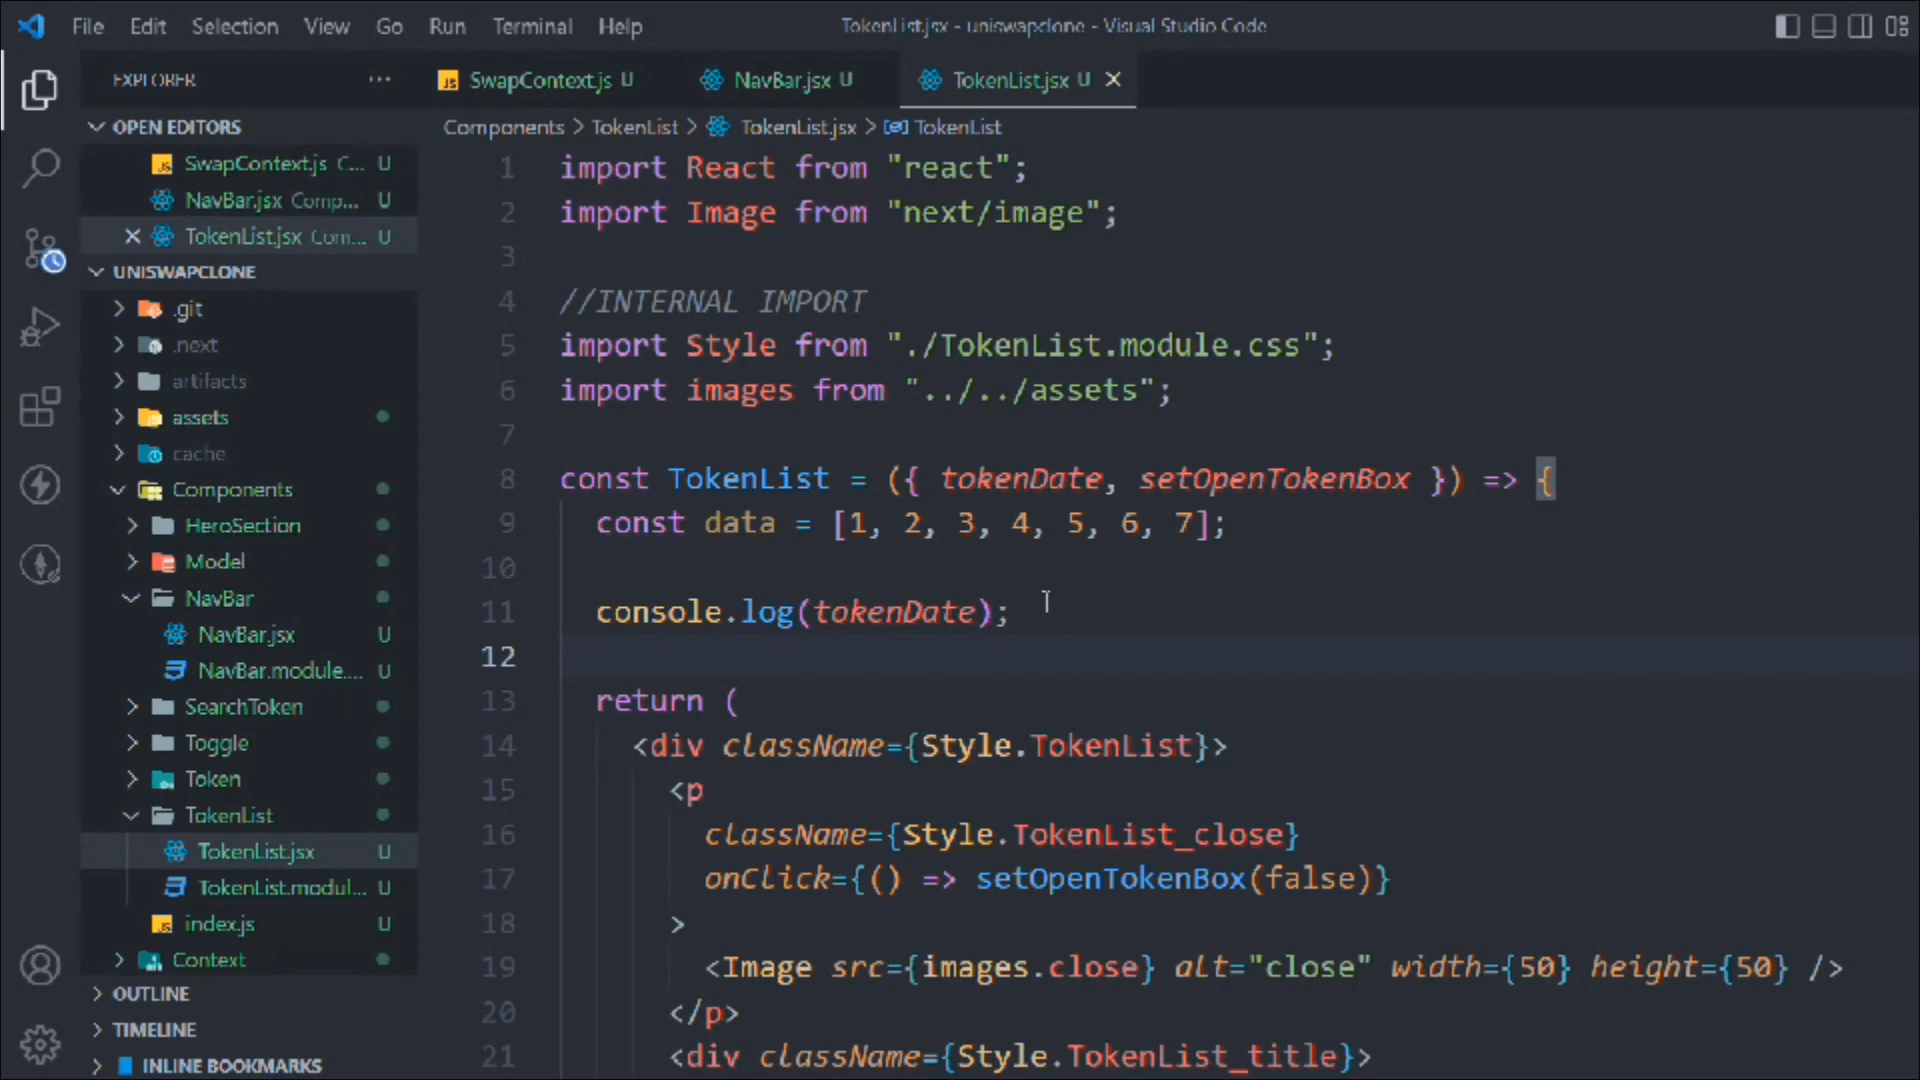 File Edit Selection View Go Run Terminal Help TokenList.jsx - uniswapclone - Visual Studio Code
EXPLORER
SwapContext.js U NavBar.jsx U TokenList.jsx U
OPEN EDITORS
SwapContext.js C... U
NavBar.jsx Comp... U
TokenList.jsx Com... U
UNISWAPCLONE
.git
.next
artifacts
assets
cache
Components
HeroSection
Model
NavBar
NavBar.jsx U
NavBar.module.... U
SearchToken
Toggle
Token
TokenList
TokenList.jsx U
TokenList.modul... U
index.js U
Context
OUTLINE
TIMELINE
INLINE BOOKMARKS
Components > TokenList > TokenList.jsx > TokenList
1 import React from "react";
2 import Image from "next/image";
3
4 //INTERNAL IMPORT
5 import Style from "./TokenList.module.css";
6 import images from "../../assets";
7
8 const TokenList = ({ tokenDate, setOpenTokenBox }) => {
9 const data = [1, 2, 3, 4, 5, 6, 7];
10
11 console.log(tokenDate);
12
13 return (
14 <div className={Style.TokenList}>
15 <p
16 className={Style.TokenList_close}
17 onClick={() => setOpenTokenBox(false)}
18 >
19 <Image src={images.close} alt="close" width={50} height={50} />
20 </p>
21 <div className={Style.TokenList_title}>